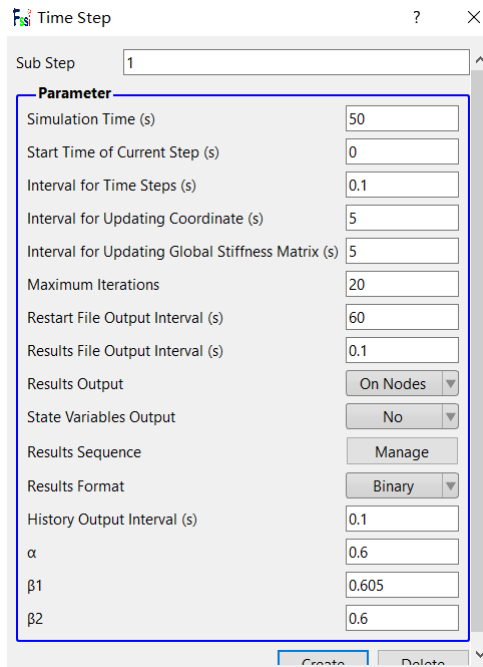 Fssi Time Step ? ×
Sub Step 1
Parameter
Simulation Time (s) 50
Start Time of Current Step (s) 0
Interval for Time Steps (s) 0.1
Interval for Updating Coordinate (s) 5
Interval for Updating Global Stiffness Matrix (s) 5
Maximum Iterations 20
Restart File Output Interval (s) 60
Results File Output Interval (s) 0.1
Results Output On Nodes
State Variables Output No
Results Sequence Manage
Results Format Binary
History Output Interval (s) 0.1
α 0.6
β1 0.605
β2 0.6
Create Delete